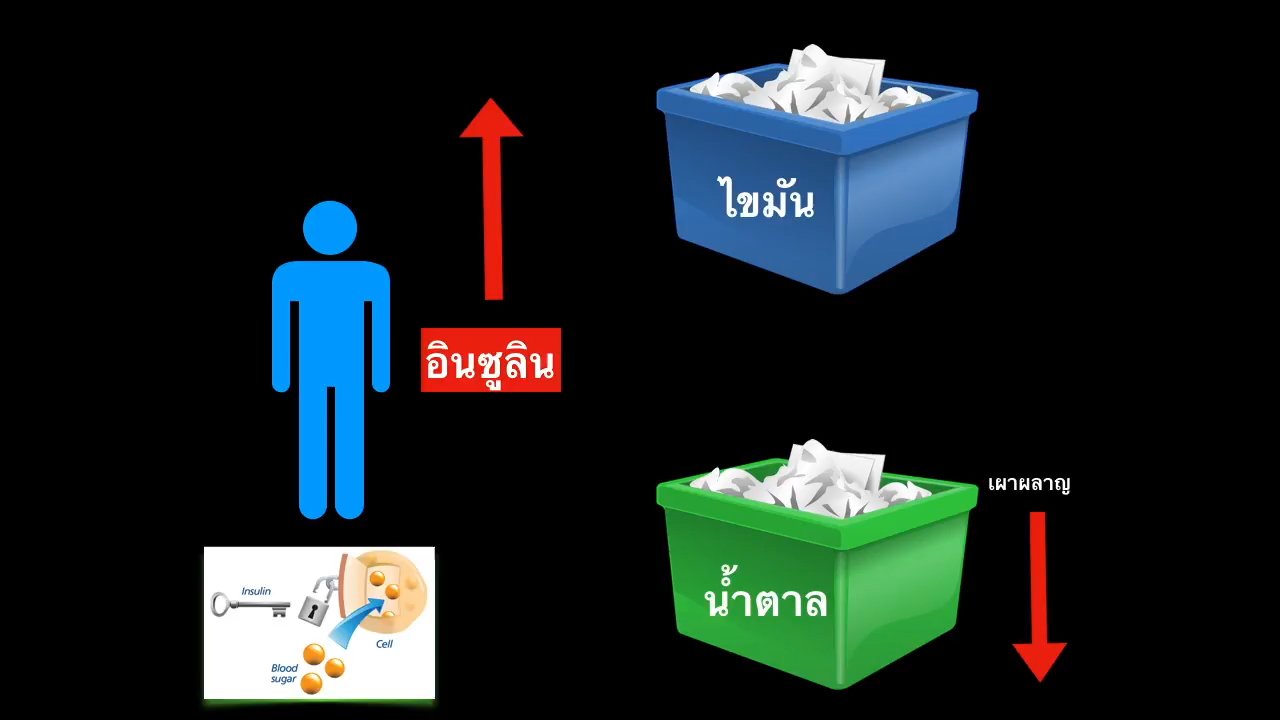 ไขมัน
อินซูลิน
เผาผลาญ
น้ำตาล
Insulin
Cell
Blood
sugar